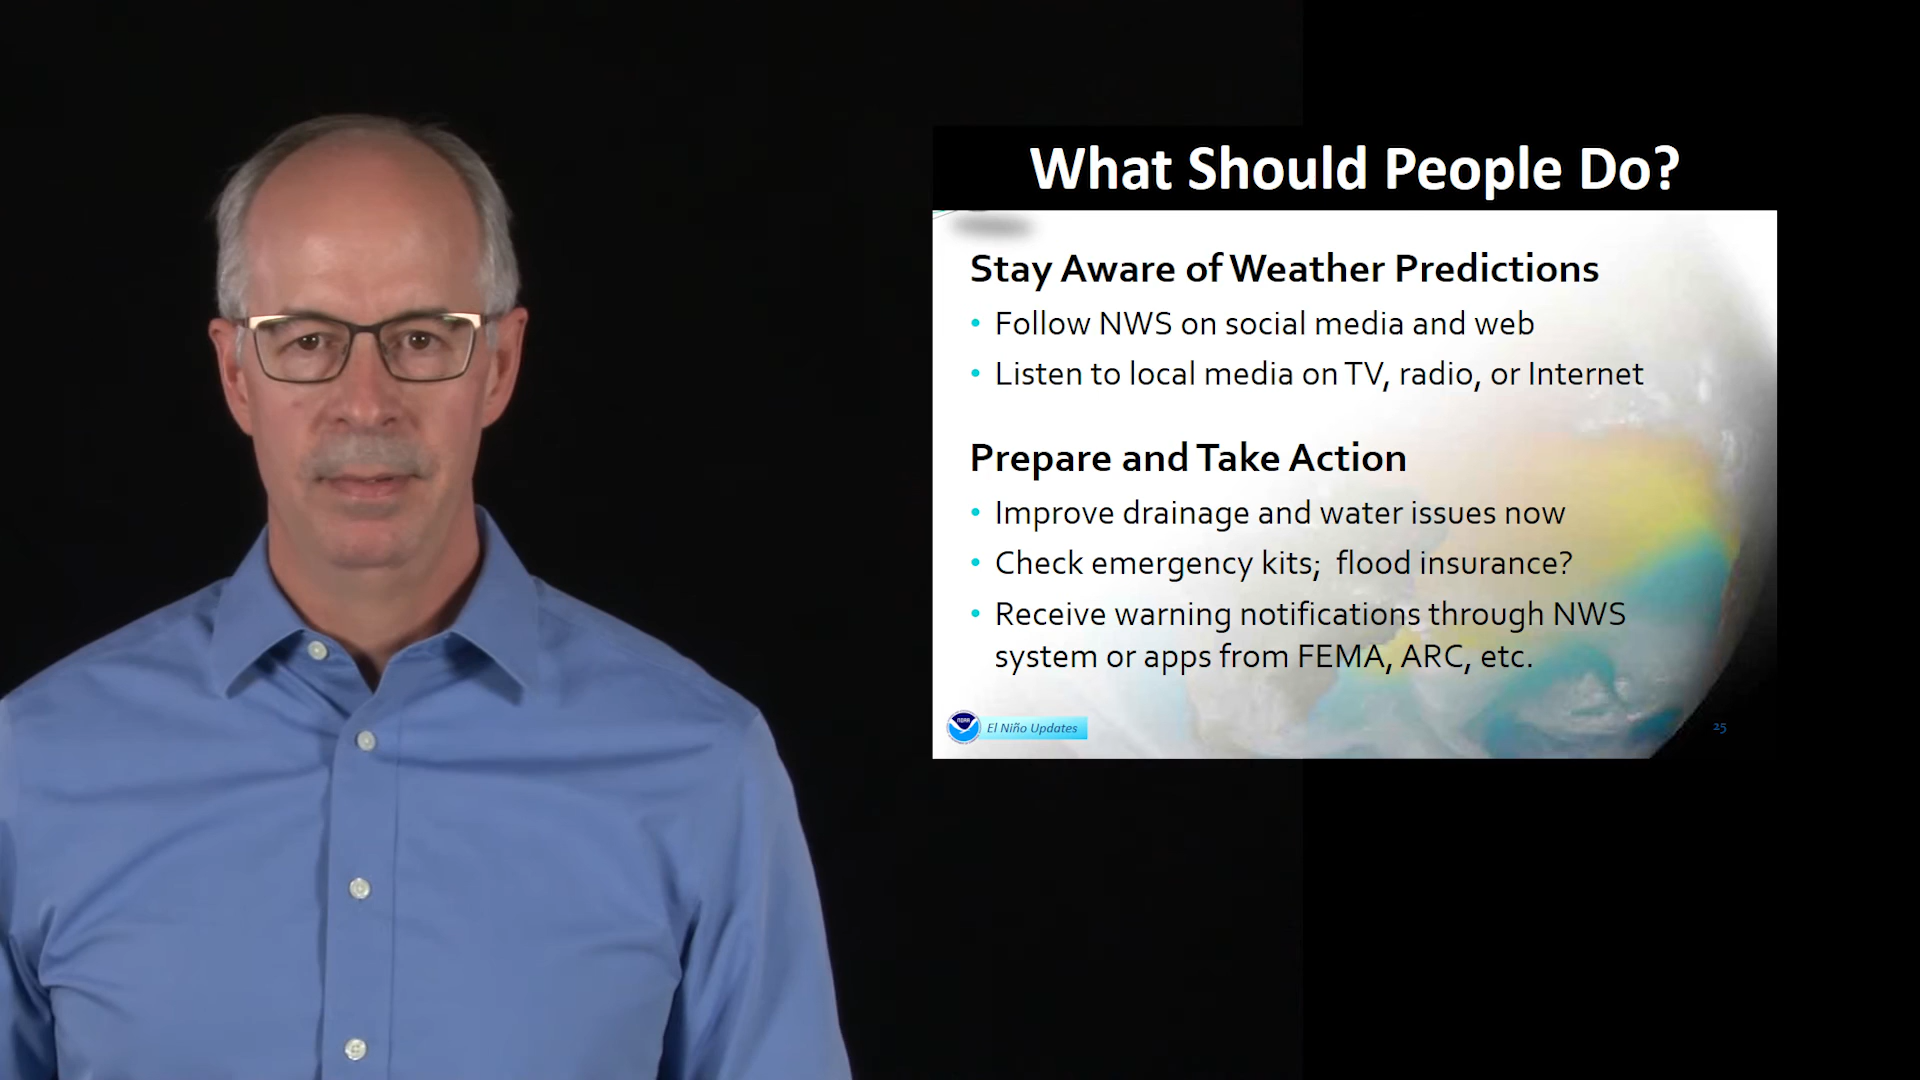 What Should People Do?
Stay Aware of Weather Predictions
• Follow NWS on social media and web
• Listen to local media on TV, radio, or Internet
Prepare and Take Action
• Improve drainage and water issues now
• Check emergency kits; flood insurance?
• Receive warning notifications through NWS
system or apps from FEMA, ARC, etc.
NOAA
El Niño Updates
25